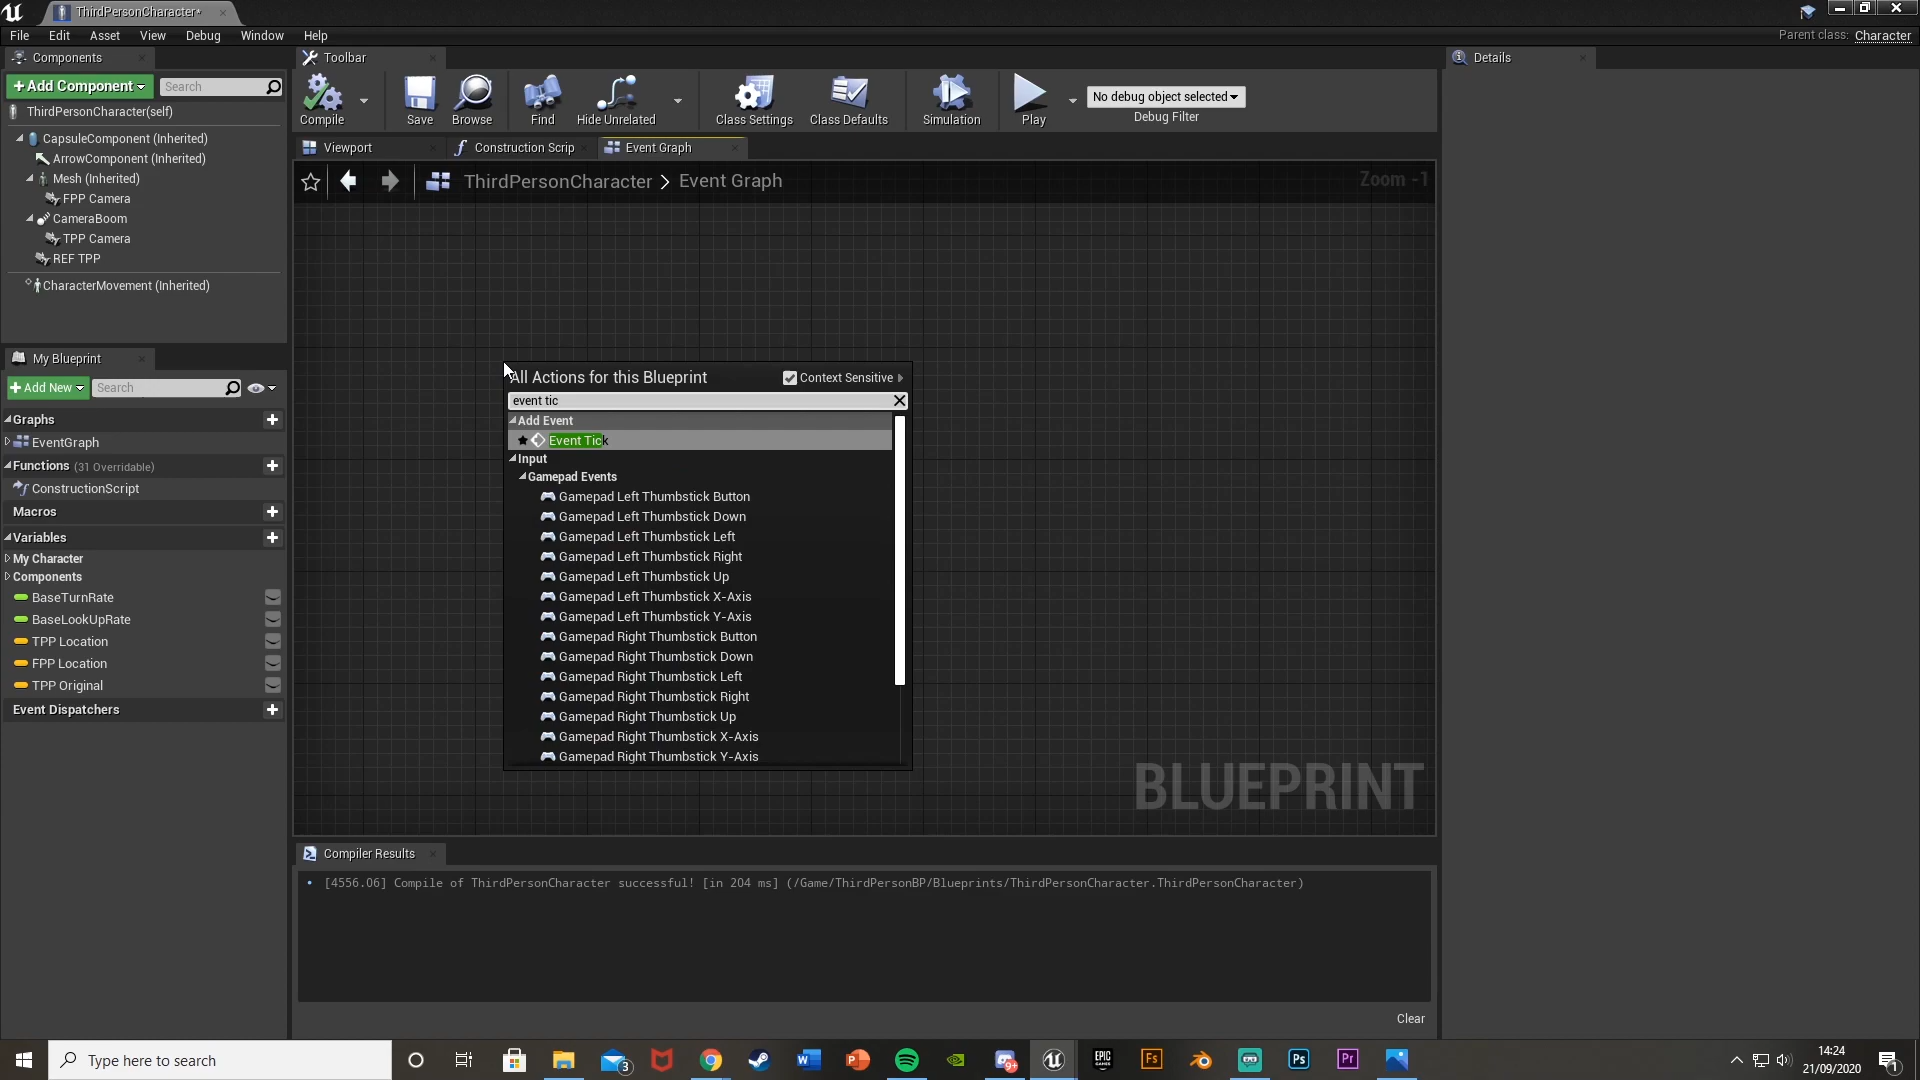 ThirdPersonCharacter*
File Edit Asset View Debug Window Help
Parent class: Character
Components
+Add Component
Search
ThirdPersonCharacter(self)
CapsuleComponent (Inherited)
ArrowComponent (Inherited)
Mesh (Inherited)
FPP Camera
CameraBoom
TPP Camera
REF TPP
CharacterMovement (Inherited)
My Blueprint
+Add New
Search
Graphs
EventGraph
Functions (31 Overridable)
ConstructionScript
Macros
Variables
My Character
Components
BaseTurnRate
BaseLookUpRate
TPP Location
FPP Location
TPP Original
Event Dispatchers
Toolbar
Compile
Save
Browse
Find
Hide Unrelated
Class Settings
Class Defaults
Simulation
Play
No debug object selected
Debug Filter
Viewport
Construction Scrip
Event Graph
ThirdPersonCharacter > Event Graph
Zoom -1
All Actions for this Blueprint
Context Sensitive
event tic
Add Event
Event Tick
Input
Gamepad Events
Gamepad Left Thumbstick Button
Gamepad Left Thumbstick Down
Gamepad Left Thumbstick Left
Gamepad Left Thumbstick Right
Gamepad Left Thumbstick Up
Gamepad Left Thumbstick X-Axis
Gamepad Left Thumbstick Y-Axis
Gamepad Right Thumbstick Button
Gamepad Right Thumbstick Down
Gamepad Right Thumbstick Left
Gamepad Right Thumbstick Right
Gamepad Right Thumbstick Up
Gamepad Right Thumbstick X-Axis
Gamepad Right Thumbstick Y-Axis
BLUEPRINT
Compiler Results
[4556.06] Compile of ThirdPersonCharacter successful! [in 204 ms] (/Game/ThirdPersonBP/Blueprints/ThirdPersonCharacter.ThirdPersonCharacter)
Clear
Details
Type here to search
3
9+
EPIC
GAMES
Fs
Ps
Pr
14:24
21/09/2020
1